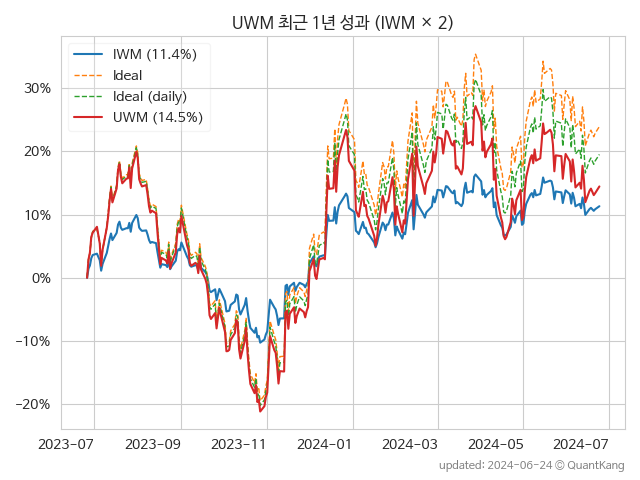 UWM 최근 1년 성과 (IWM × 2)
IWM (11.4%)
Ideal
Ideal (daily)
UWM (14.5%)
30%
20%
10%
0%
−10%
−20%
2023-07 2023-09 2023-11 2024-01 2024-03 2024-05 2024-07
updated: 2024-06-24 © QuantKang